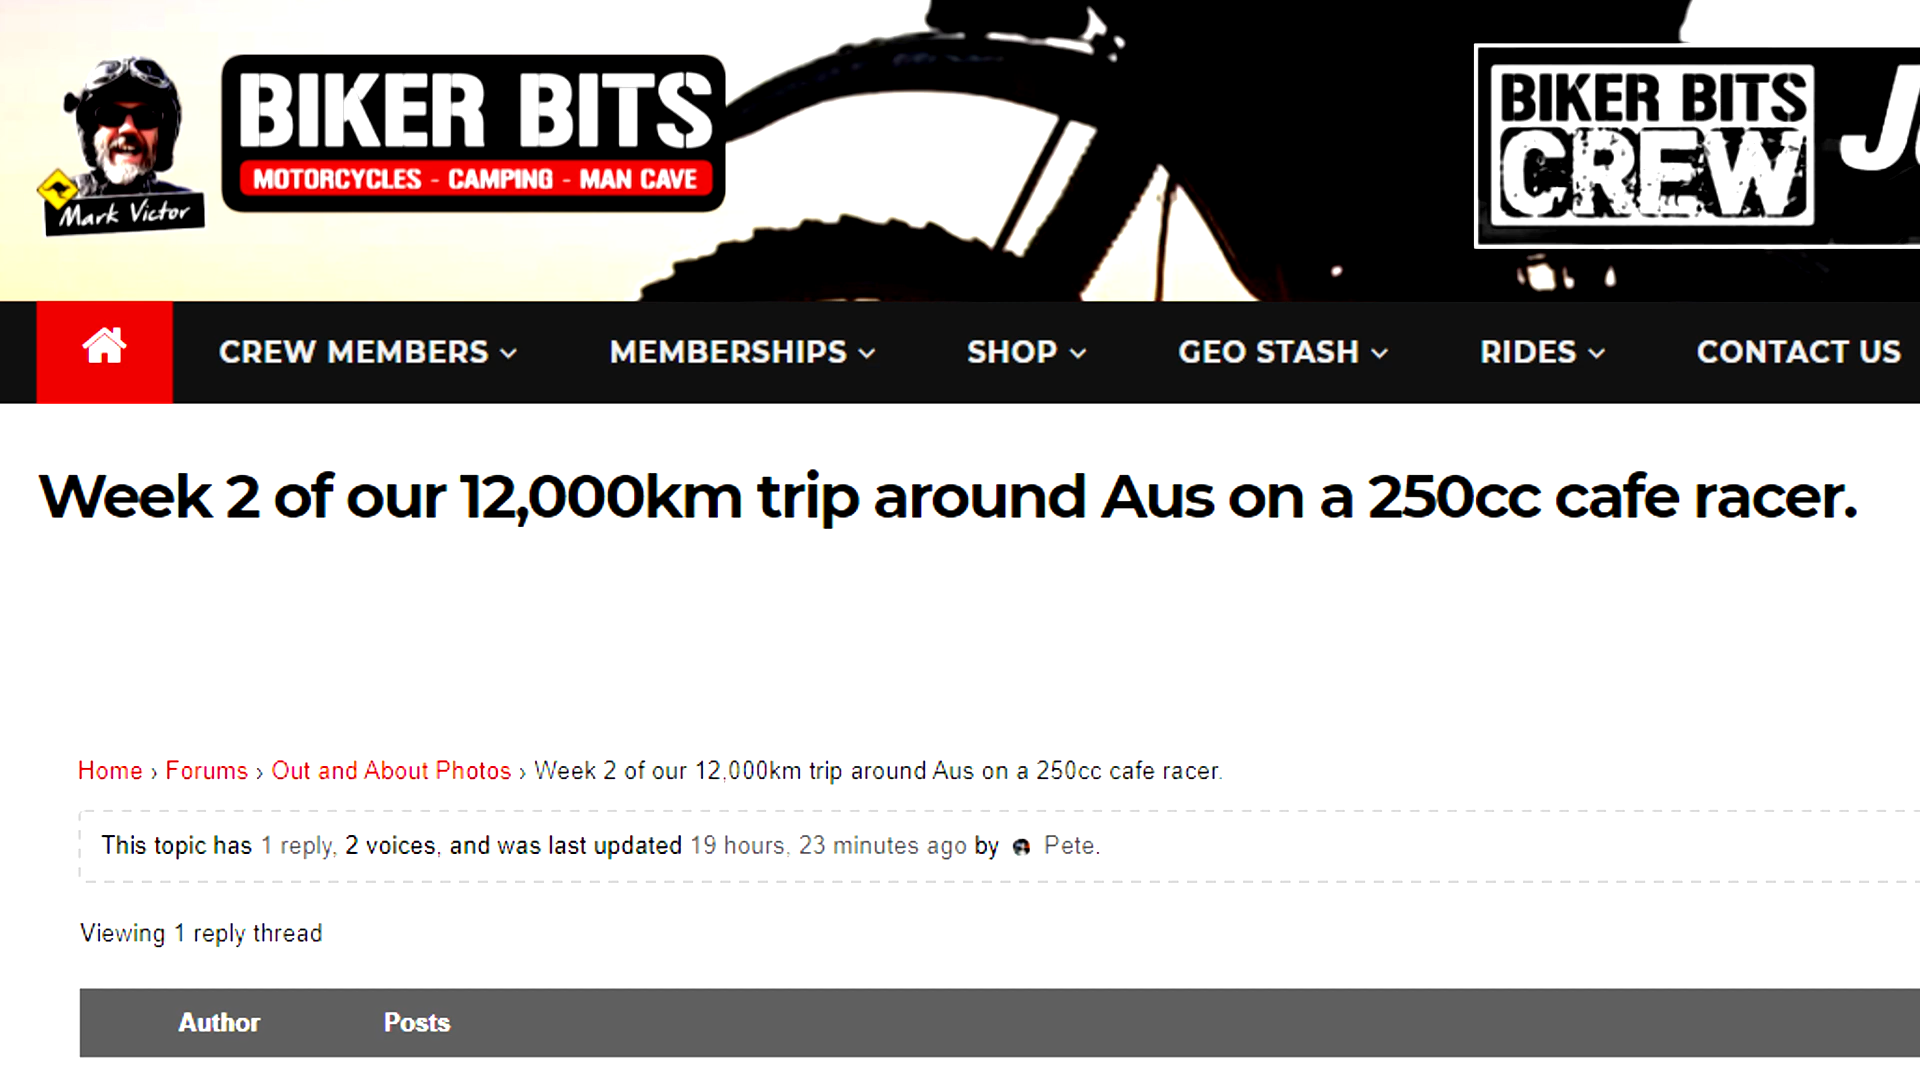 BIKER BITS
MOTORCYCLES - CAMPING - MAN CAVE
Mark Victor
BIKER BITS
CREW
CREW MEMBERS
MEMBERSHIPS
SHOP
GEO STASH
RIDES
CONTACT US
Week 2 of our 12,000km trip around Aus on a 250cc cafe racer.
Home › Forums › Out and About Photos › Week 2 of our 12,000km trip around Aus on a 250cc cafe racer.
This topic has 1 reply, 2 voices, and was last updated 19 hours, 23 minutes ago by Pete.
Viewing 1 reply thread
Author Posts